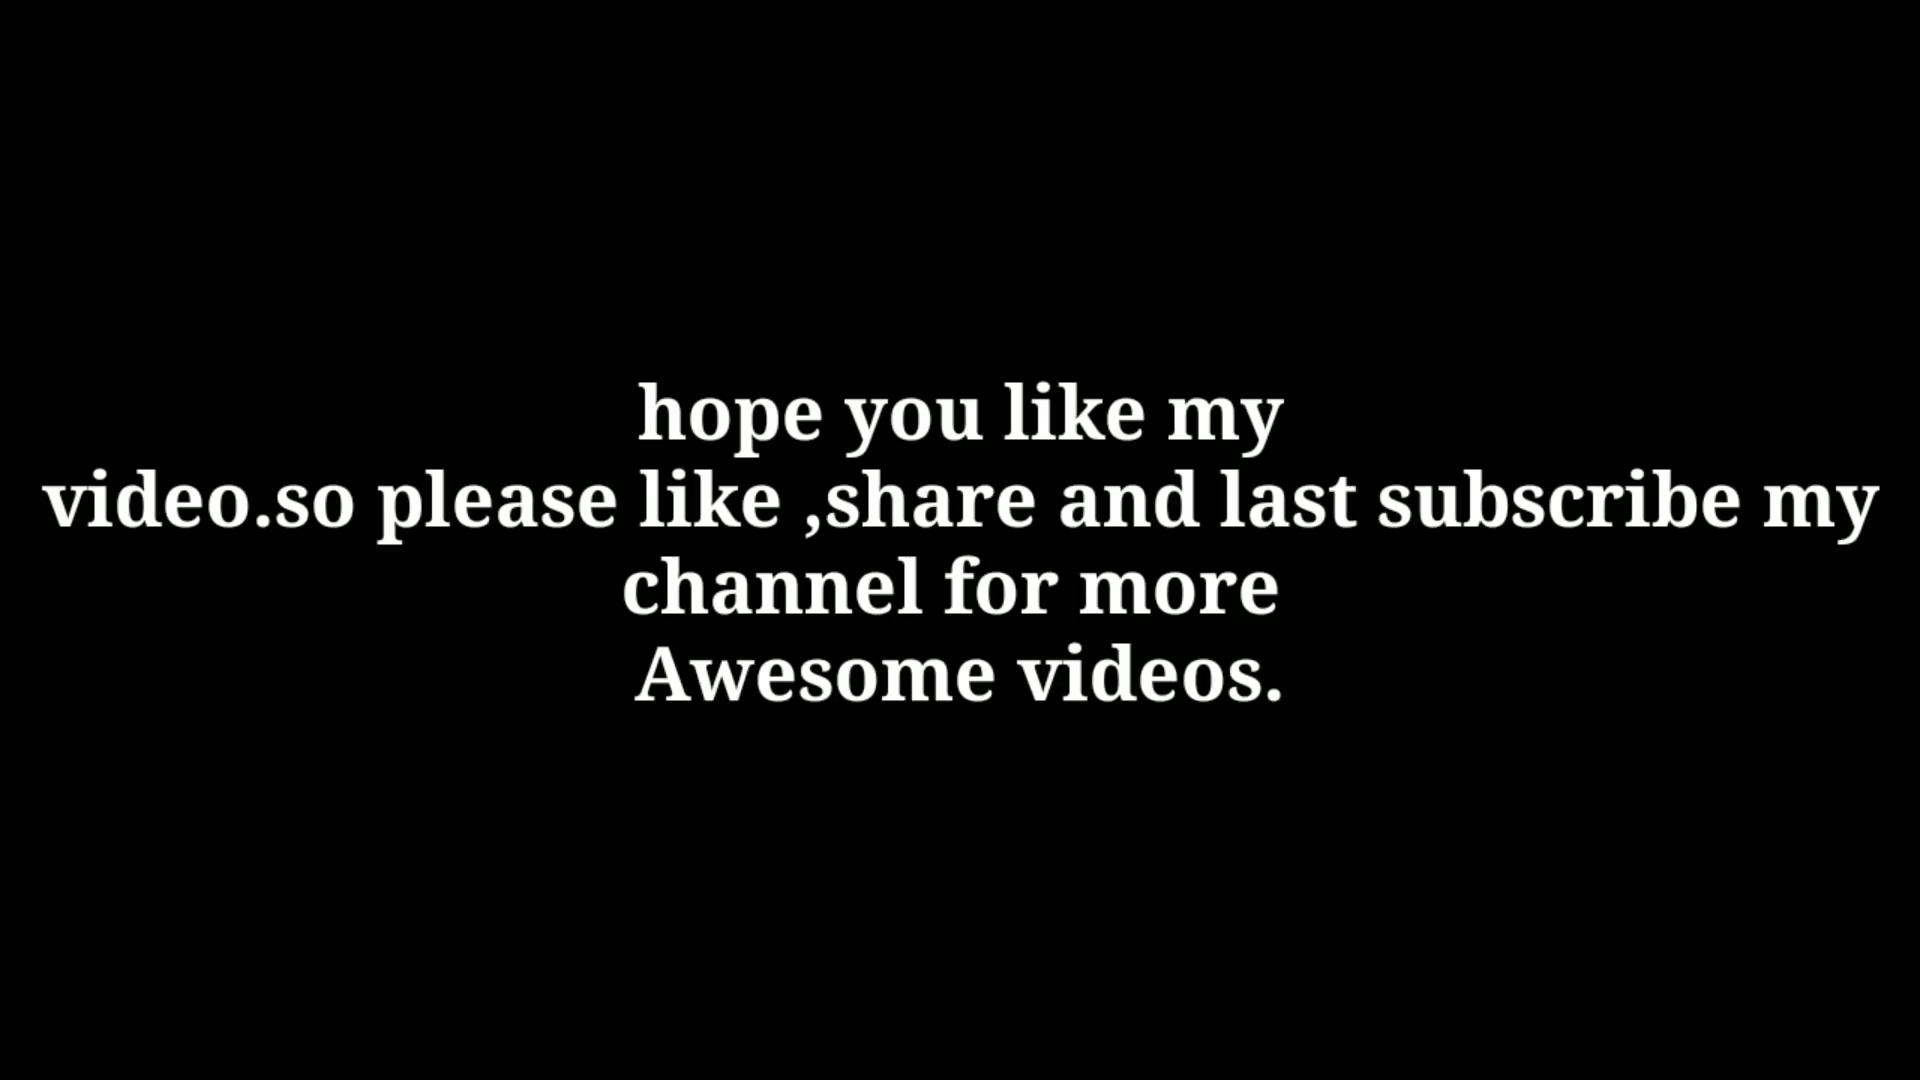 hope you like my
video.so please like ,share and last subscribe my
channel for more
Awesome videos.